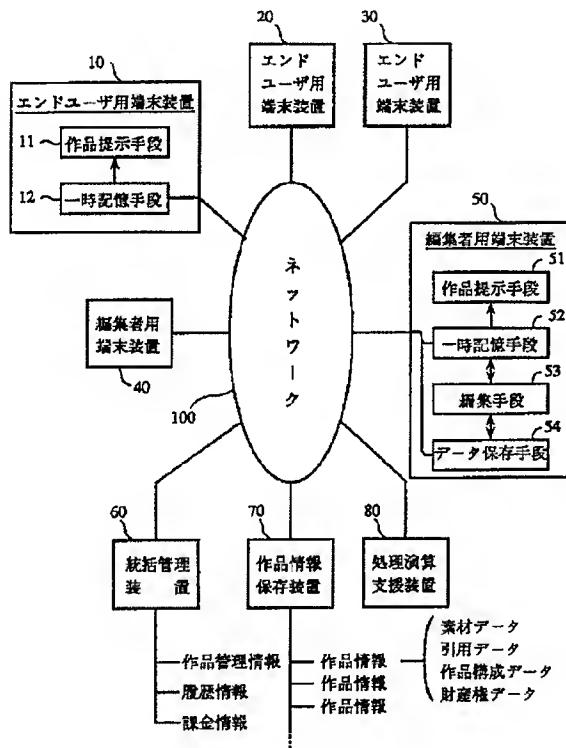 20
30
エンド
ユーザ用
端末装置
エンド
ユーザ用
端末装置
10
エンドユーザ用端末装置
11
作品提示手段
12
一時記憶手段
50
編集者用端末装置
51
作品提示手段
52
一時記憶手段
53
編集手段
54
データ保存手段
ネットワーク
編集者用
端末装置
40
100
60
統括管理
装置
70
作品情報
保存装置
80
処理演算
支援装置
作品管理情報
履歴情報
課金情報
作品情報
作品情報
作品情報
素材データ
引用データ
作品構成データ
財産権データ